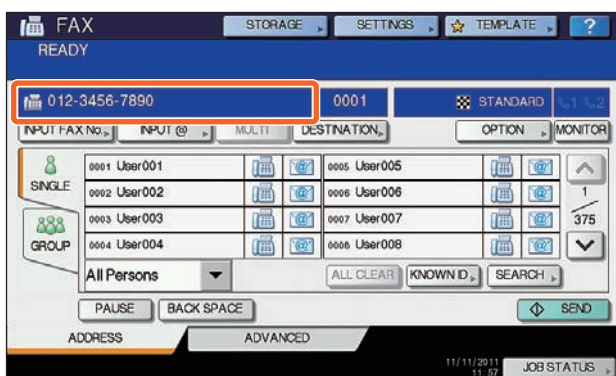 FAX STORAGE SETTINGS TEMPLATE ?
READY
012-3456-7890 0001 STANDARD 1 2
INPUT FAX No. INPUT @ MULTI DESTINATION OPTION MONITOR
SINGLE
GROUP
0001 User001 @ 0005 User005 @
0002 User002 @ 0006 User006 @
0003 User003 @ 0007 User007 @
0004 User004 @ 0008 User008 @
1
375
All Persons ALL CLEAR KNOWN ID SEARCH
PAUSE BACK SPACE SEND
ADDRESS ADVANCED
11/11/2011
11:57 JOB STATUS